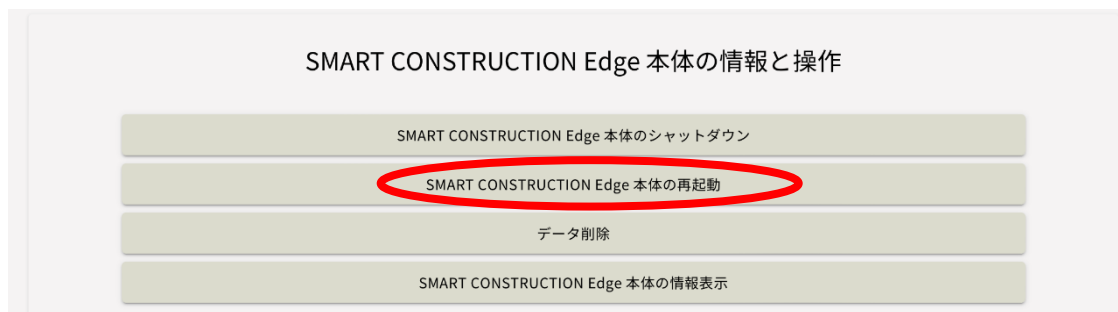 SMART CONSTRUCTION Edge 本体の情報と操作
SMART CONSTRUCTION Edge 本体のシャットダウン
SMART CONSTRUCTION Edge 本体の再起動
データ削除
SMART CONSTRUCTION Edge 本体の情報表示